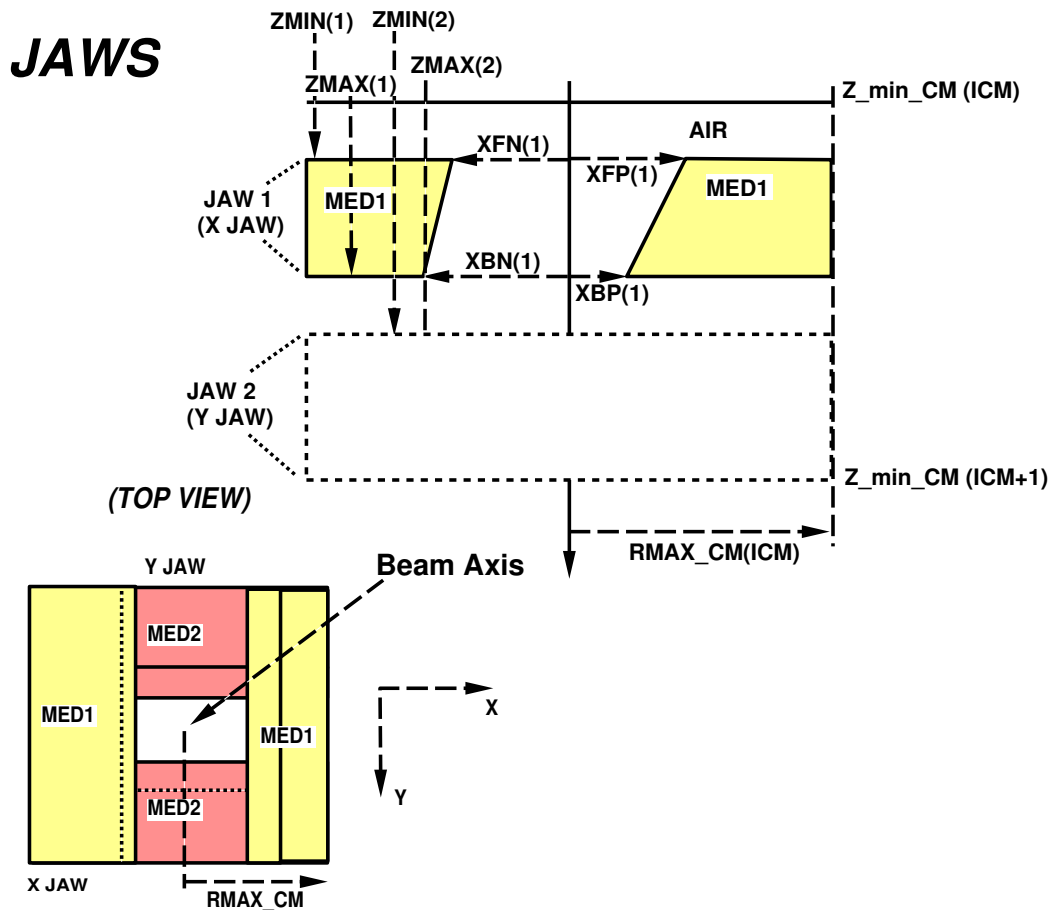 ZMIN(1)
ZMIN(2)
JAWS
ZMAX(2)
ZMAX(1)
Z_min_CM (ICM)
AIR
XFN(1)
XFP(1)
JAW 1
(X JAW)
MED1
MED1
XBN(1)
XBP(1)
JAW 2
(Y JAW)
Z_min_CM (ICM+1)
(TOP VIEW)
RMAX_CM(ICM)
Y JAW
Beam Axis
MED2
MED1
MED1
X
Y
MED2
X JAW
RMAX_CM